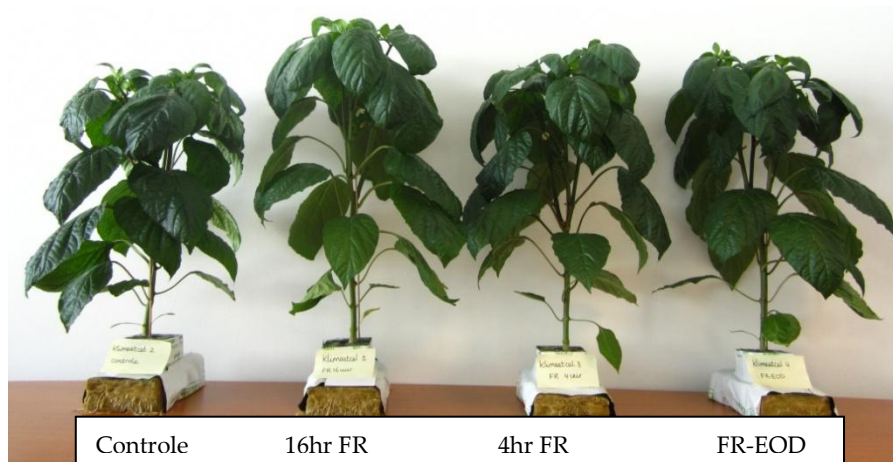 Klimaatcel 2
Controle
Klimaatcel 1
FR 16 uur
Klimaatcel 3
FR 4 uur
Klimaatcel 4
FR-EOD
Controle 16hr FR 4hr FR FR-EOD